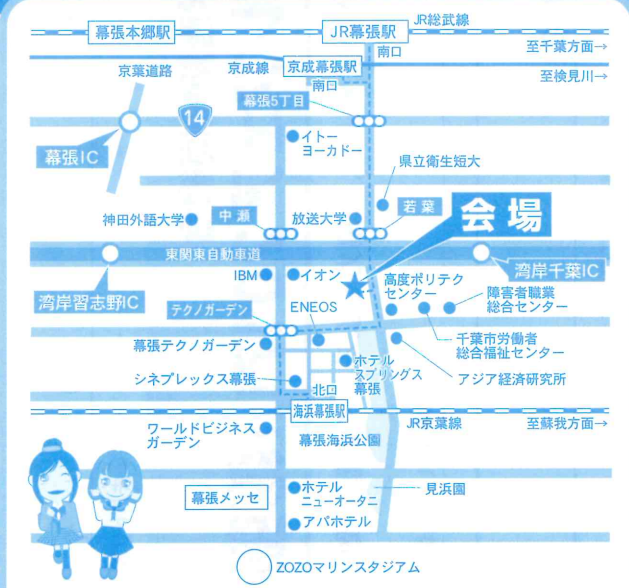 JR総武線
幕張本郷駅
JR幕張駅
南口
至千葉方面→
京葉道路
京成線
京成幕張駅
至検見川→
南口
幕張5丁目
14
イトー
ヨーカドー
幕張IC
県立衛生短大
会場
神田外語大学
中瀬
放送大学
若葉
東関東自動車道
湾岸習志野IC
IBM
イオン
高度ポリテク
センター
湾岸千葉IC
障害者職業
総合センター
テクノガーデン
ENEOS
幕張テクノガーデン
千葉市労働者
総合福祉センター
ホテル
スプリングス
幕張
シネプレックス幕張
アジア経済研究所
北口
海浜幕張駅
JR京葉線
至蘇我方面→
ワールドビジネス
ガーデン
幕張海浜公園
幕張メッセ
ホテル
ニューオータニ
見浜園
アパホテル
ZOZOマリンスタジアム